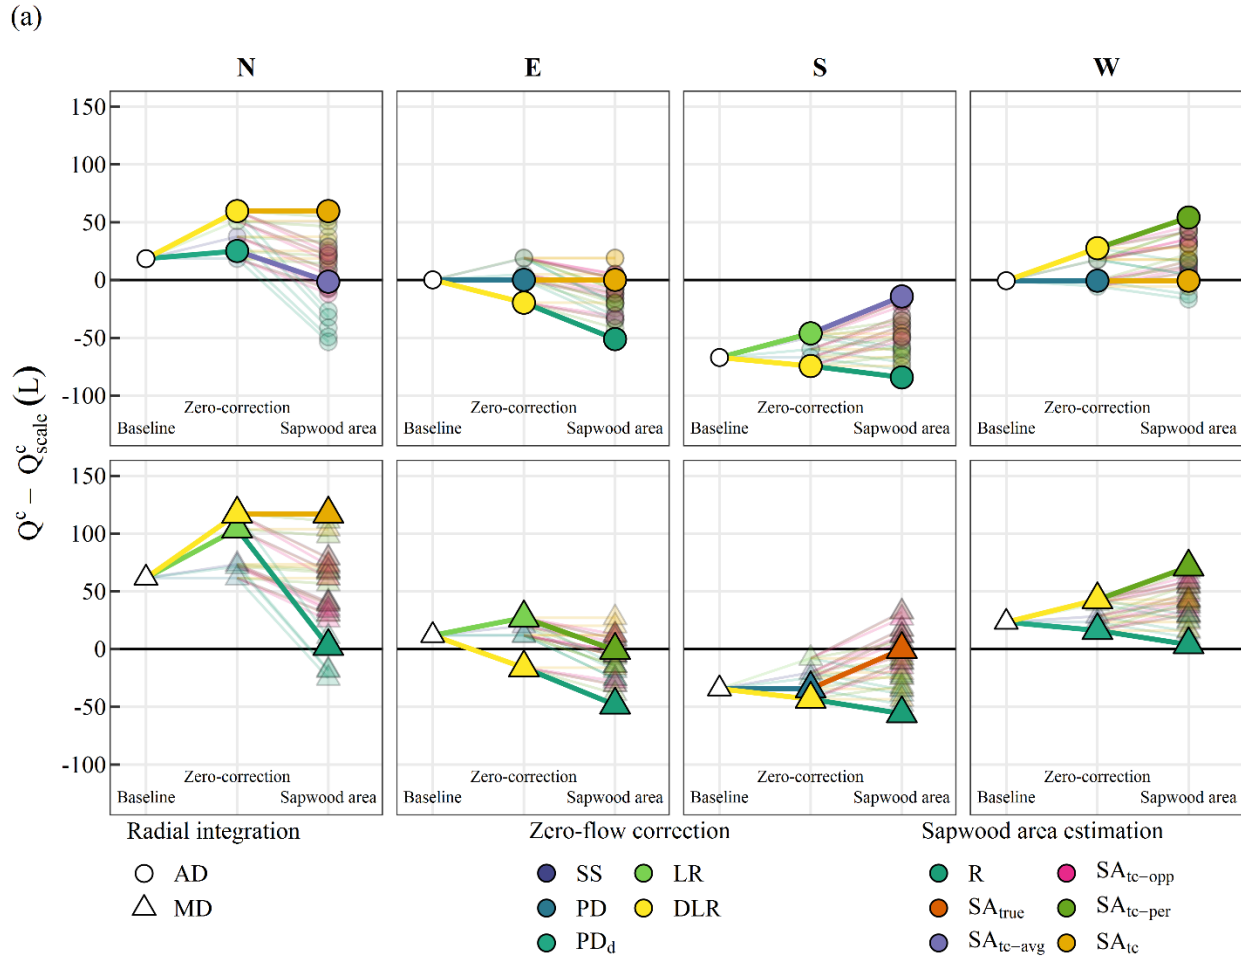 (a)
N E S W
150
100
50
0
-50
-100
Zero-correction Zero-correction Zero-correction Zero-correction
Baseline Sapwood area Baseline Sapwood area Baseline Sapwood area Baseline Sapwood area
Q^c − Q^c_scale (L)
150
100
50
0
-50
-100
Zero-correction Zero-correction Zero-correction Zero-correction
Baseline Sapwood area Baseline Sapwood area Baseline Sapwood area Baseline Sapwood area
Radial integration Zero-flow correction Sapwood area estimation
AD SS LR R SA_tc−opp
MD PD DLR SA_true SA_tc−per
PD_d SA_tc−avg SA_tc